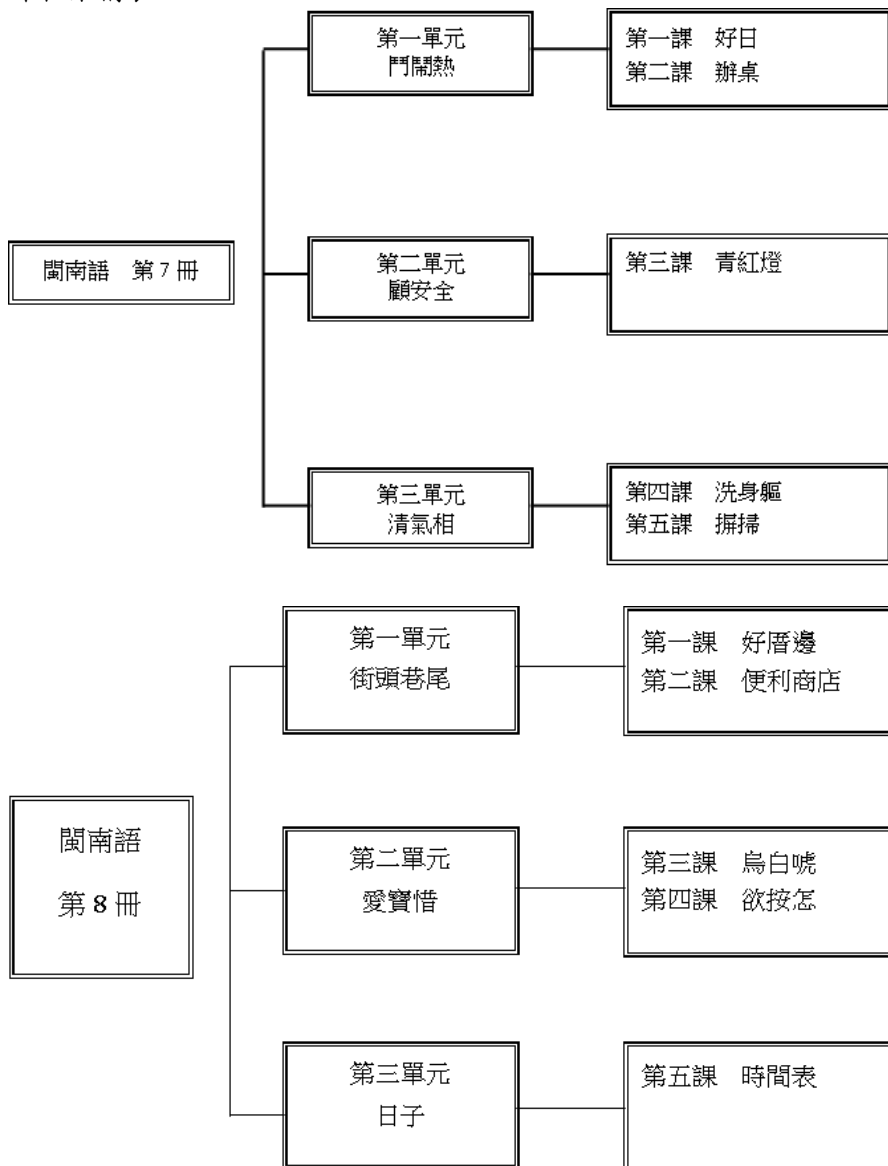 第一單元
鬥鬧熱
第一課　好日
第二課　辦桌
閩南語　第7冊
第二單元
顧安全
第三課　青紅燈
第三單元
清氣相
第四課　洗身軀
第五課　摒掃
第一單元
街頭巷尾
第一課　好厝邊
第二課　便利商店
閩南語
第8冊
第二單元
愛寶惜
第三課　烏白唬
第四課　欲按怎
第三單元
日子
第五課　時間表